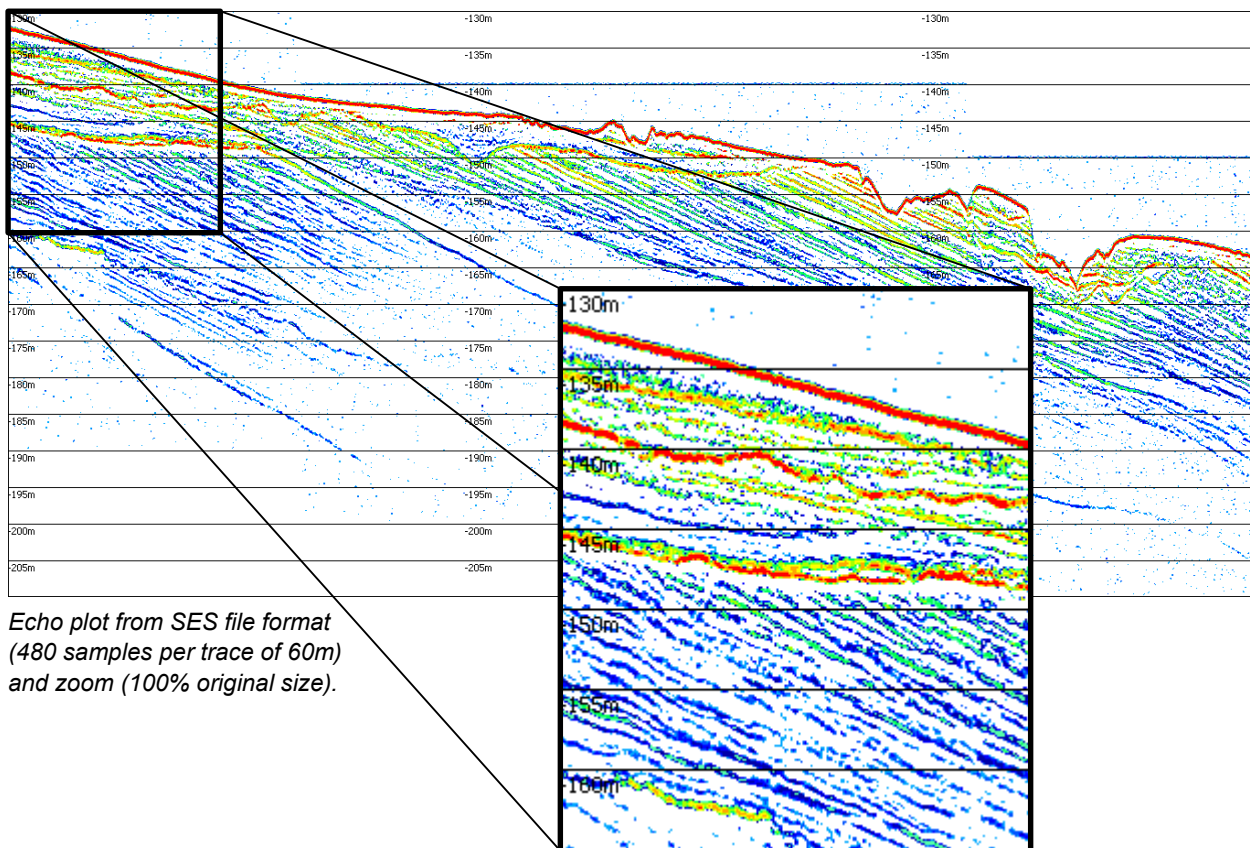 -130m -130m -130m
-135m -135m -135m
-140m -140m -140m
-145m -145m -145m
-150m -150m -150m
-155m -155m -155m
-160m -160m
-165m -165m
-170m -170m
-175m -175m
-180m -180m
-185m -185m
-190m -190m
-195m -195m
-200m -200m
-205m -205m
-130m
-135m
-140m
-145m
-150m
-155m
-160m
Echo plot from SES file format
(480 samples per trace of 60m)
and zoom (100% original size).